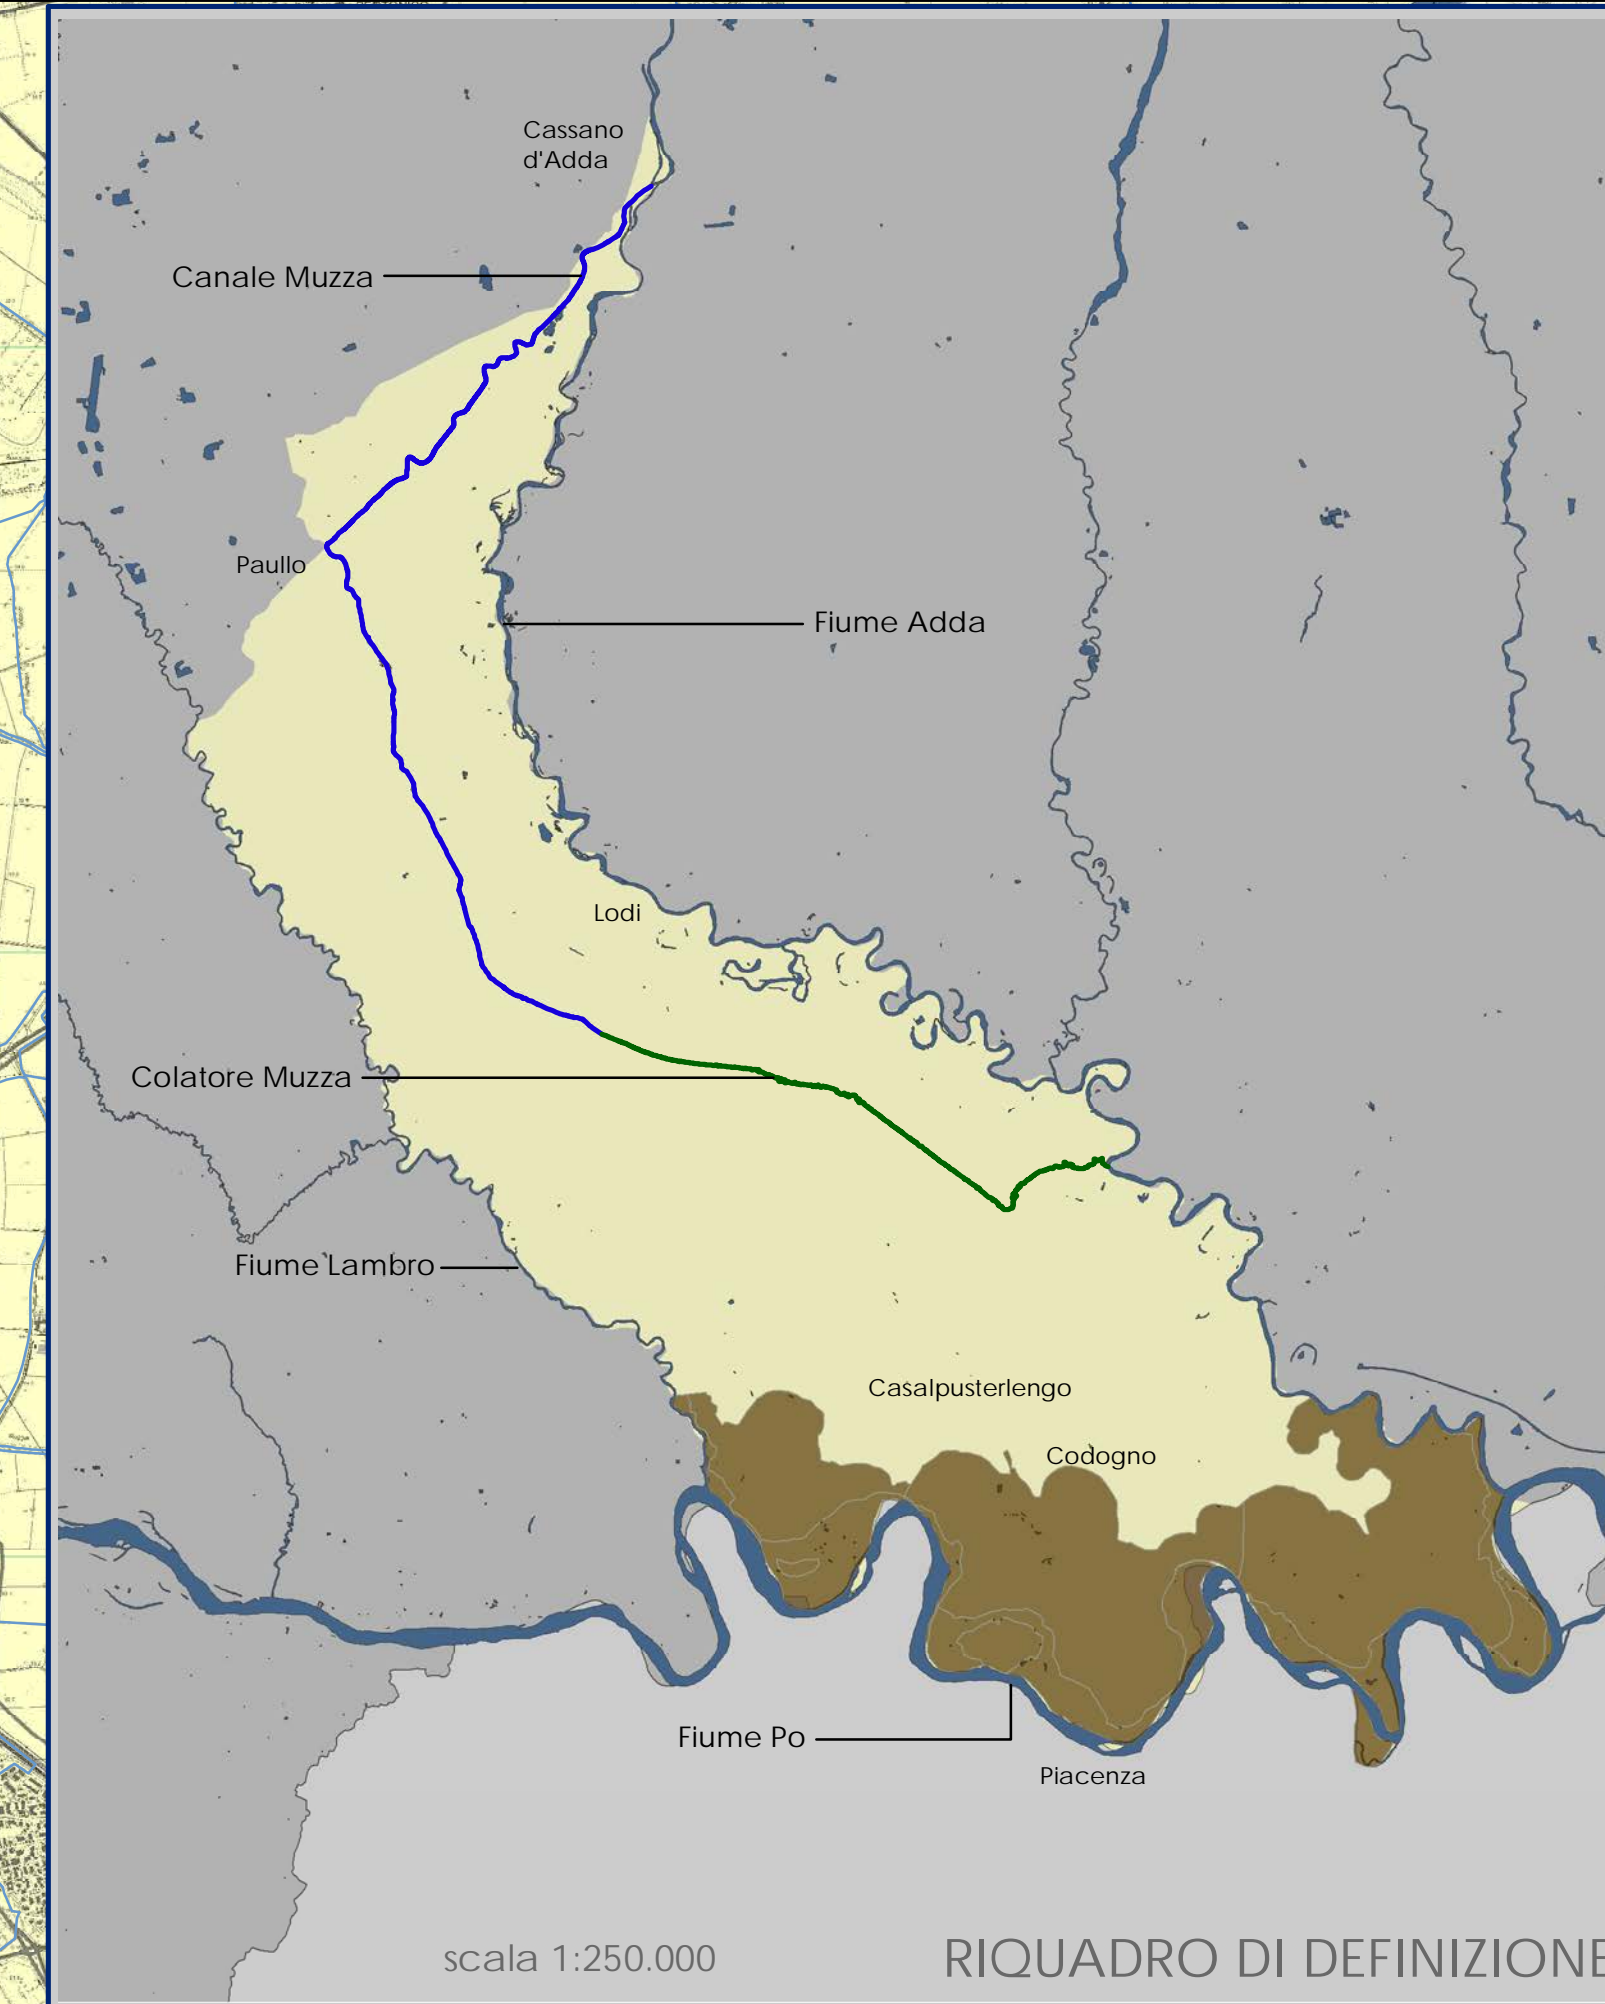 Cassano
d'Adda
Canale Muzza
Paullo
Fiume Adda
Lodi
Colatore Muzza
Fiume Lambro
Casalpusterlengo
Codogno
Fiume Po
Piacenza
scala 1:250.000
RIQUADRO DI DEFINIZIONE